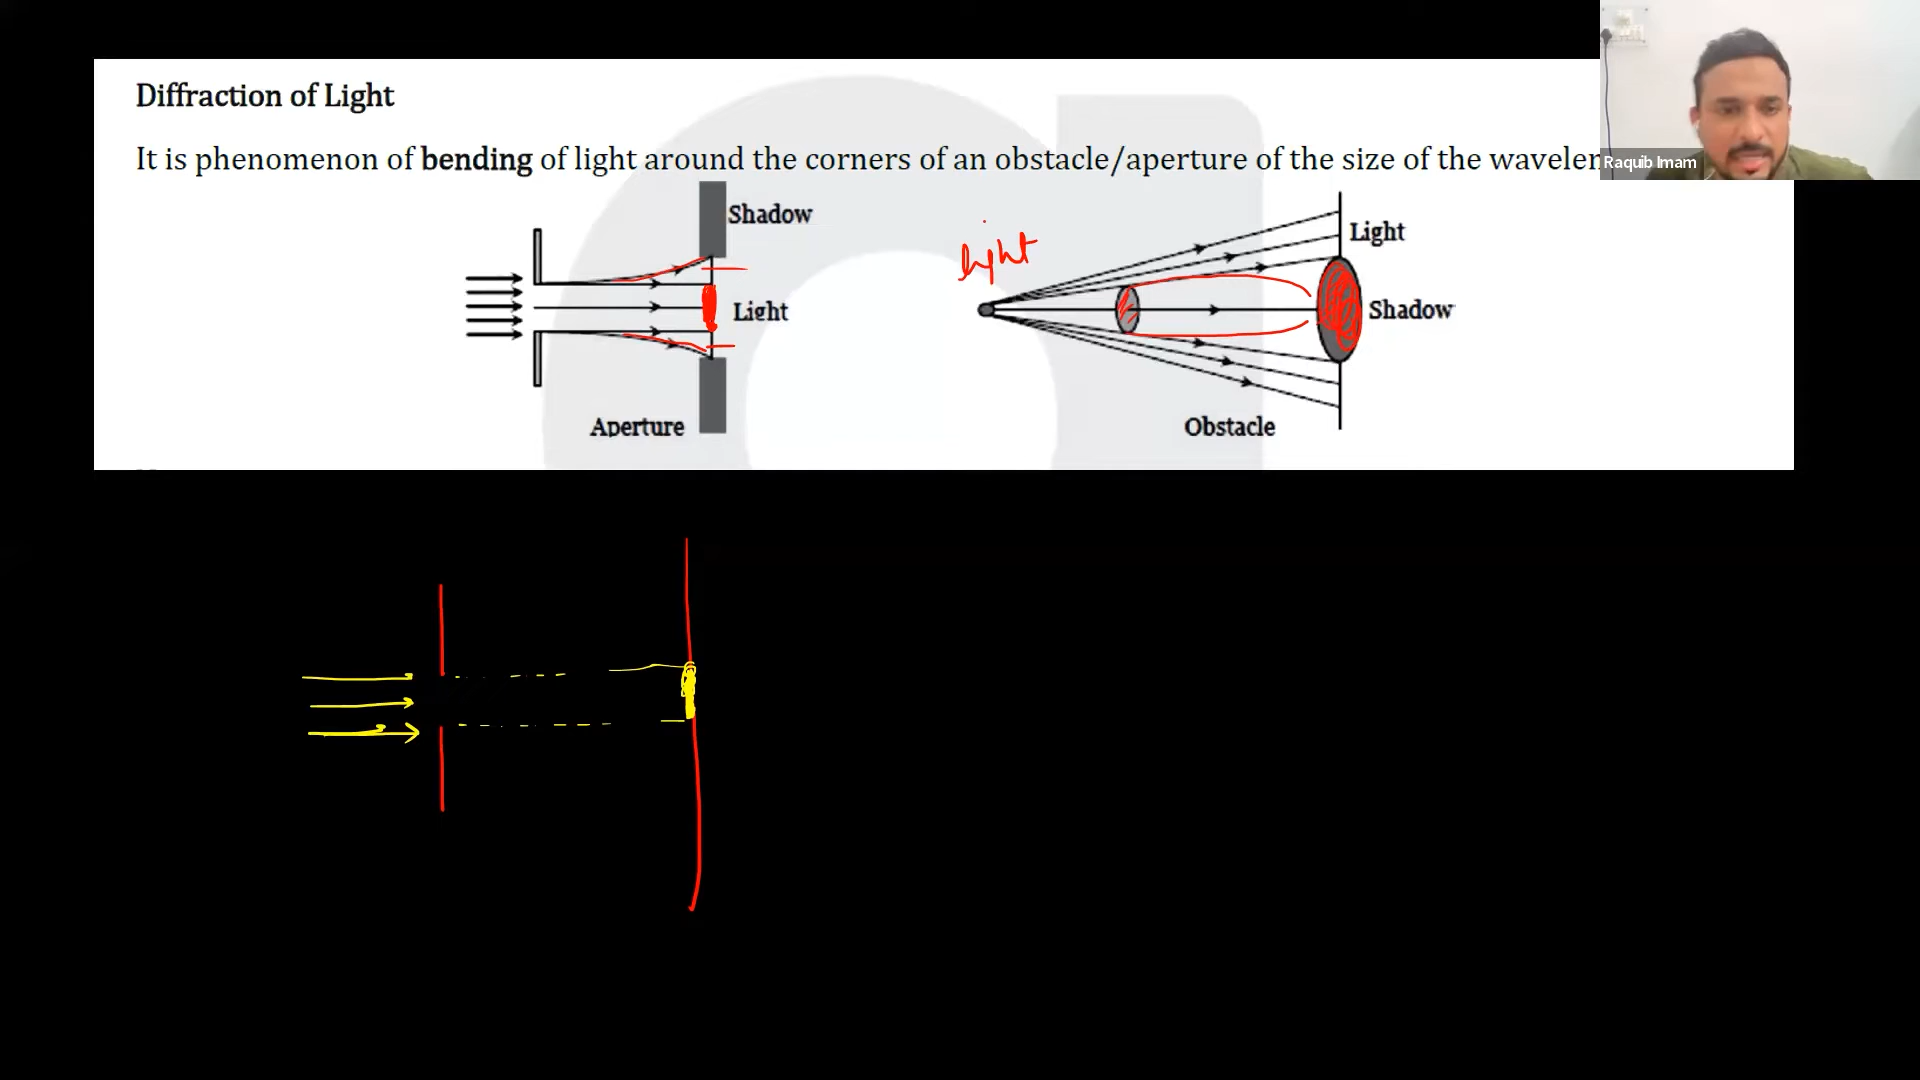 Diffraction of Light
It is phenomenon of bending of light around the corners of an obstacle/aperture of the size of the
Raquib Imam
Shadow
Light
Aperture
light
Light
Shadow
Obstacle